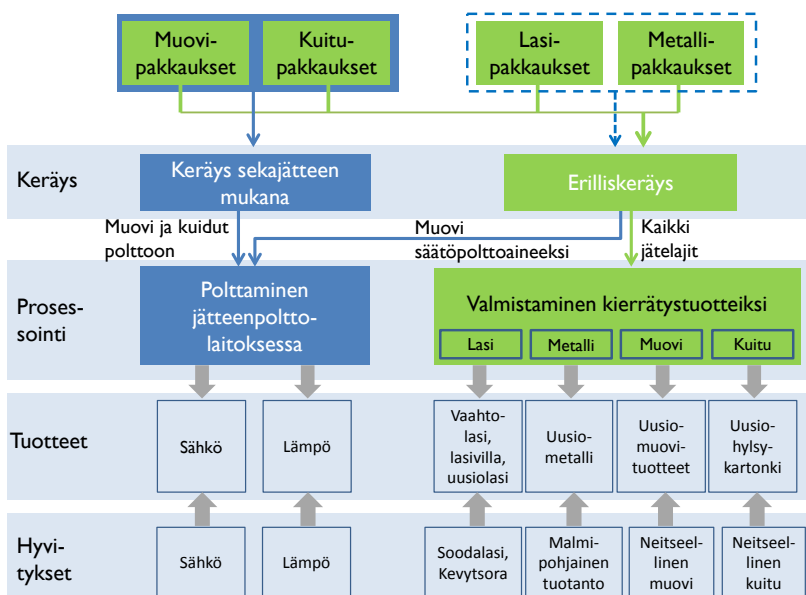 Muovi-
pakkaukset
Kuitu-
pakkaukset
Lasi-
pakkaukset
Metalli-
pakkaukset
Keräys
Keräys sekajätteen
mukana
Erilliskeräys
Muovi ja kuidut
polttoon
Muovi
säätöpolttoaineeksi
Kaikki
jätelajit
Proses-
sointi
Polttaminen
jätteenpoltto-
laitoksessa
Valmistaminen kierrätystuotteiksi
Lasi
Metalli
Muovi
Kuitu
Tuotteet
Sähkö
Lämpö
Vaahto-
lasi,
lasivilla,
uusiolasi
Uusio-
metalli
Uusio-
muovi-
tuotteet
Uusio-
hylsy-
kartonki
Hyvi-
tykset
Sähkö
Lämpö
Soodalasi,
Kevytsora
Malmi-
pohjainen
tuotanto
Neitseel-
linen
muovi
Neitseel-
linen
kuitu